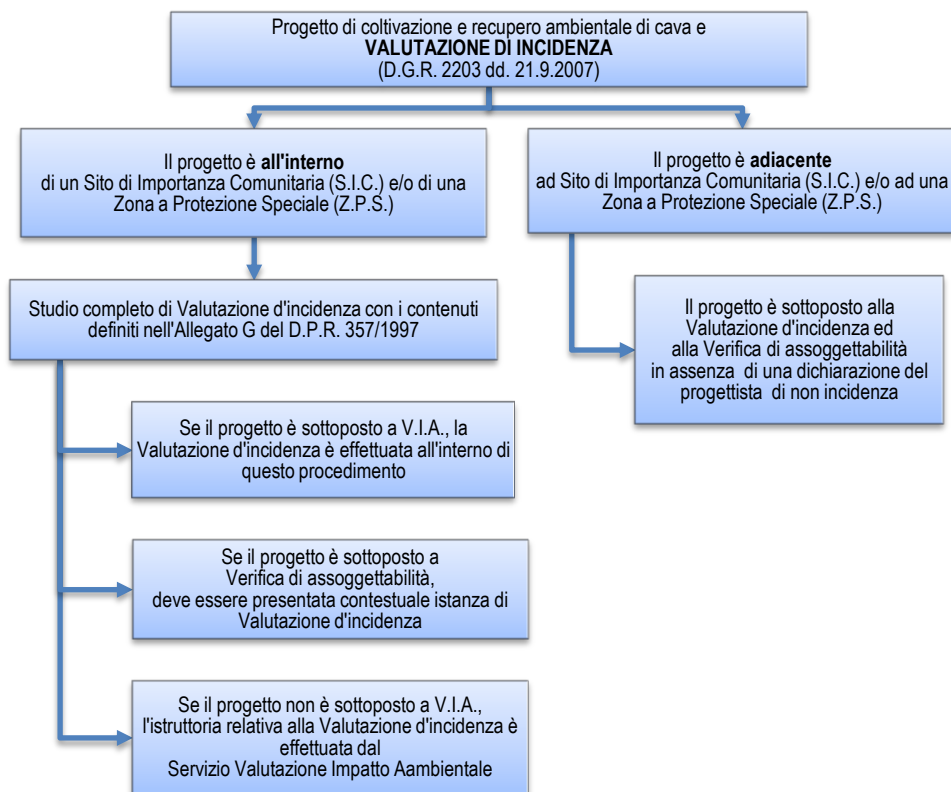 Progetto di coltivazione e recupero ambientale di cava e
VALUTAZIONE DI INCIDENZA
(D.G.R. 2203 dd. 21.9.2007)
Il progetto è all'interno
di un Sito di Importanza Comunitaria (S.I.C.) e/o di una
Zona a Protezione Speciale (Z.P.S.)
Il progetto è adiacente
ad Sito di Importanza Comunitaria (S.I.C.) e/o ad una
Zona a Protezione Speciale (Z.P.S.)
Studio completo di Valutazione d'incidenza con i contenuti
definiti nell'Allegato G del D.P.R. 357/1997
Il progetto è sottoposto alla
Valutazione d'incidenza ed
alla Verifica di assoggettabilità
in assenza di una dichiarazione del
progettista di non incidenza
Se il progetto è sottoposto a V.I.A., la
Valutazione d'incidenza è effettuata all'interno di
questo procedimento
Se il progetto è sottoposto a
Verifica di assoggettabilità,
deve essere presentata contestuale istanza di
Valutazione d'incidenza
Se il progetto non è sottoposto a V.I.A.,
l'istruttoria relativa alla Valutazione d'incidenza è
effettuata dal
Servizio Valutazione Impatto Aambientale